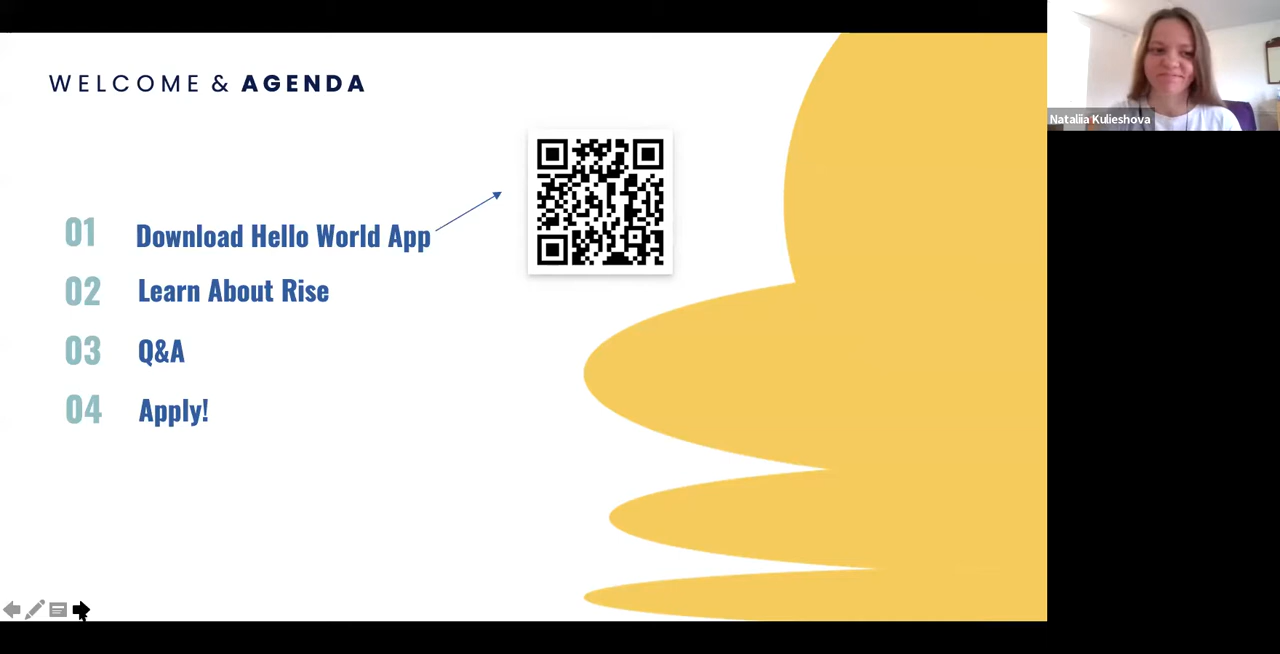 WELCOME & AGENDA
Nataliia Kulieshova
01 Download Hello World App
02 Learn About Rise
03 Q&A
04 Apply!